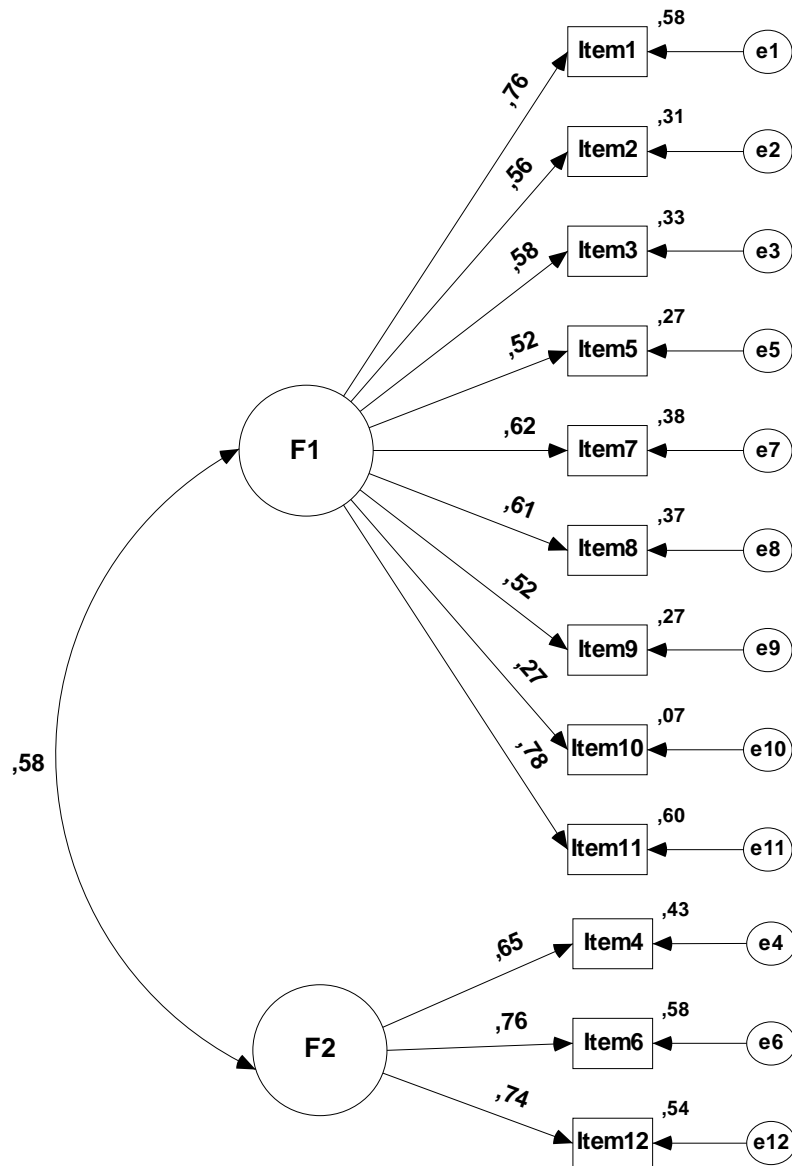 ,58
Item1
e1
,76
,31
Item2
e2
,56
,33
Item3
e3
,58
,27
Item5
e5
,52
,38
F1
,62
Item7
e7
,37
,61
Item8
e8
,27
,52
Item9
e9
,07
,27
Item10
e10
,78
,58
,60
Item11
e11
,43
,65
Item4
e4
,58
F2
,76
Item6
e6
,54
,74
Item12
e12